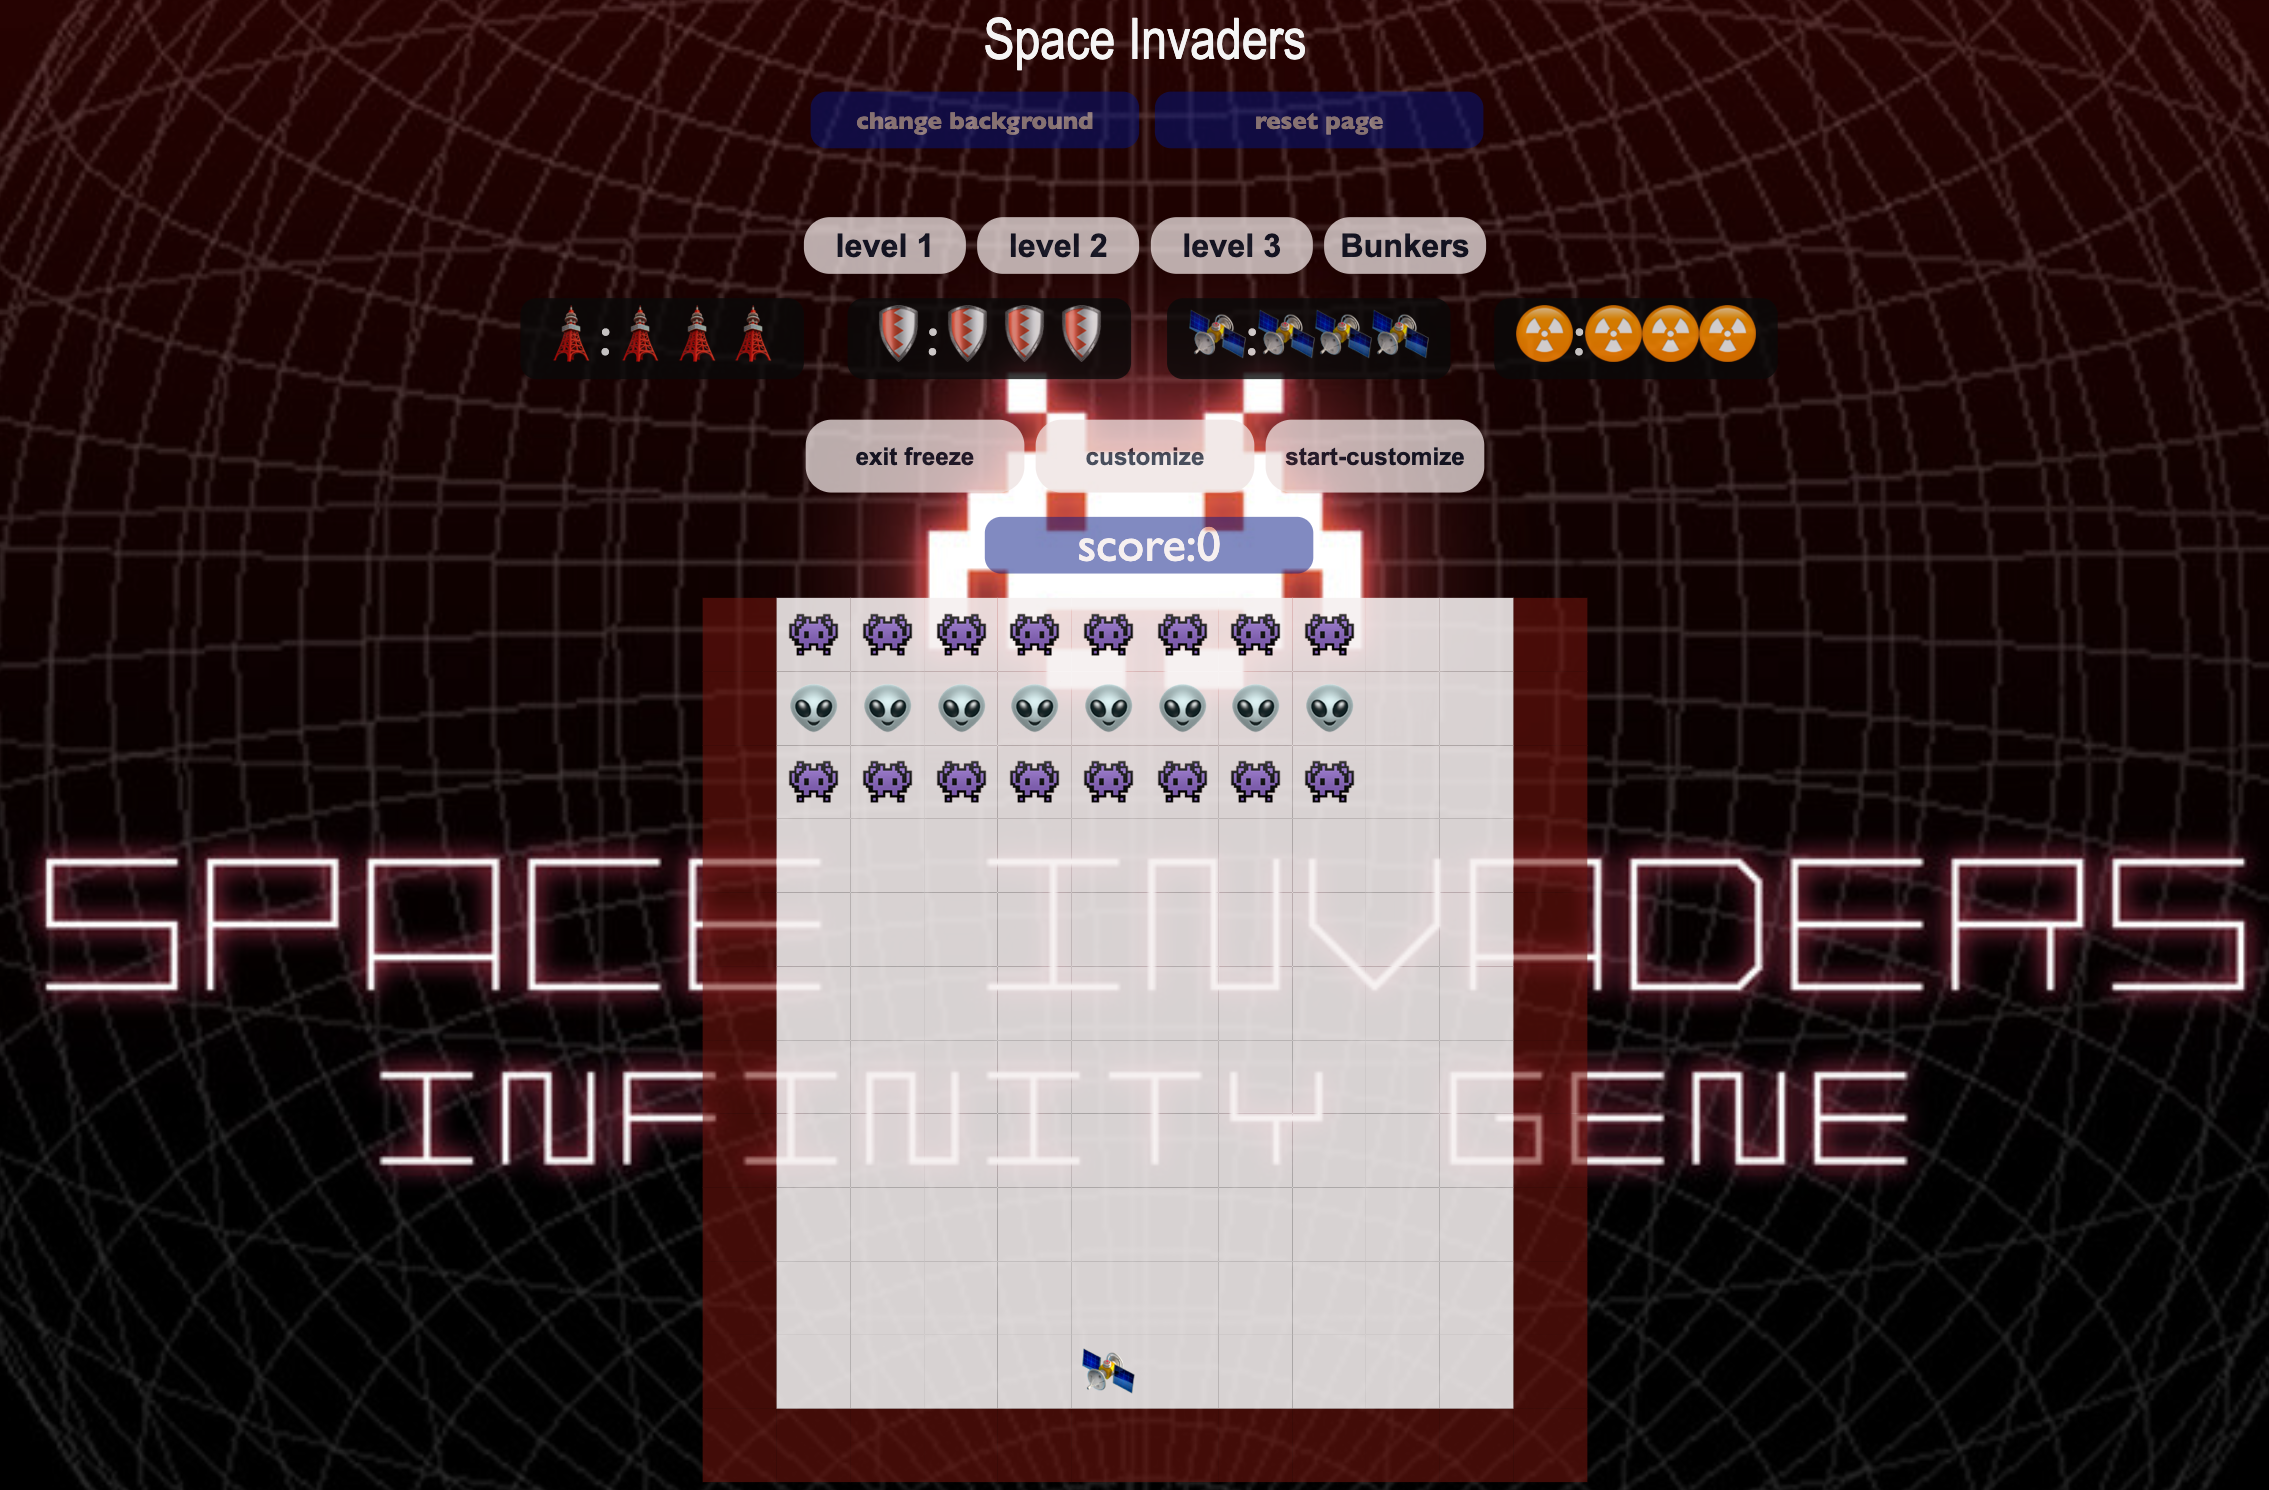 Space Invaders
change background reset page
level 1 level 2 level 3 Bunkers
: : : :
exit freeze customize start-customize
score:0
SPACE INVADERS
INFINITY GENE